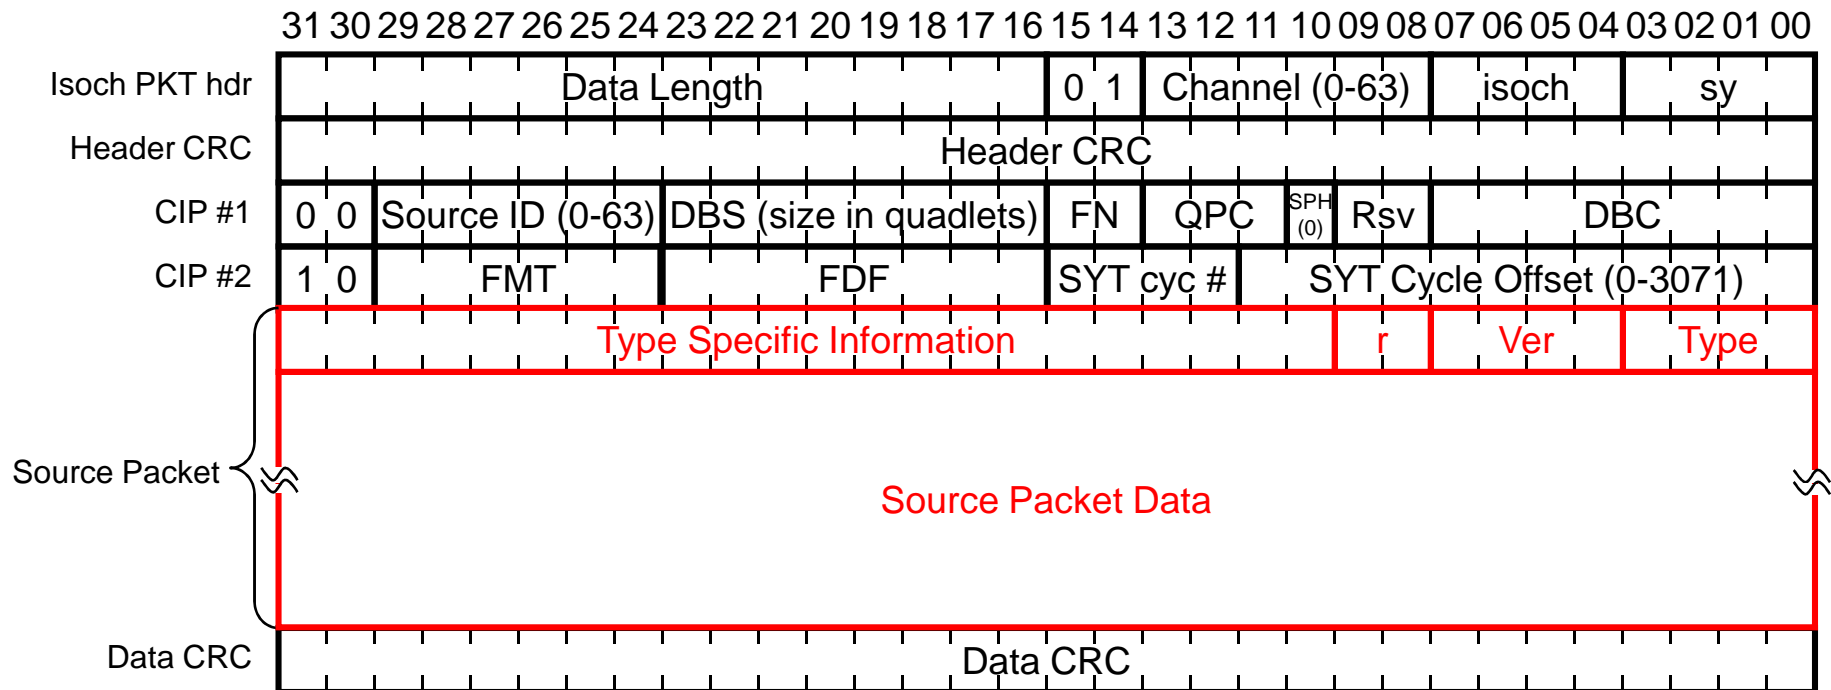 31 30 29 28 27 26 25 24 23 22 21 20 19 18 17 16 15 14 13 12 11 10 09 08 07 06 05 04 03 02 01 00
Isoch PKT hdr Data Length 0 1 Channel (0-63) isoch sy
Header CRC Header CRC
CIP #1 0 0 Source ID (0-63) DBS (size in quadlets) FN QPC SPH (0) Rsv DBC
CIP #2 1 0 FMT FDF SYT cyc # SYT Cycle Offset (0-3071)
Type Specific Information r Ver Type
Source Packet Source Packet Data
Data CRC Data CRC